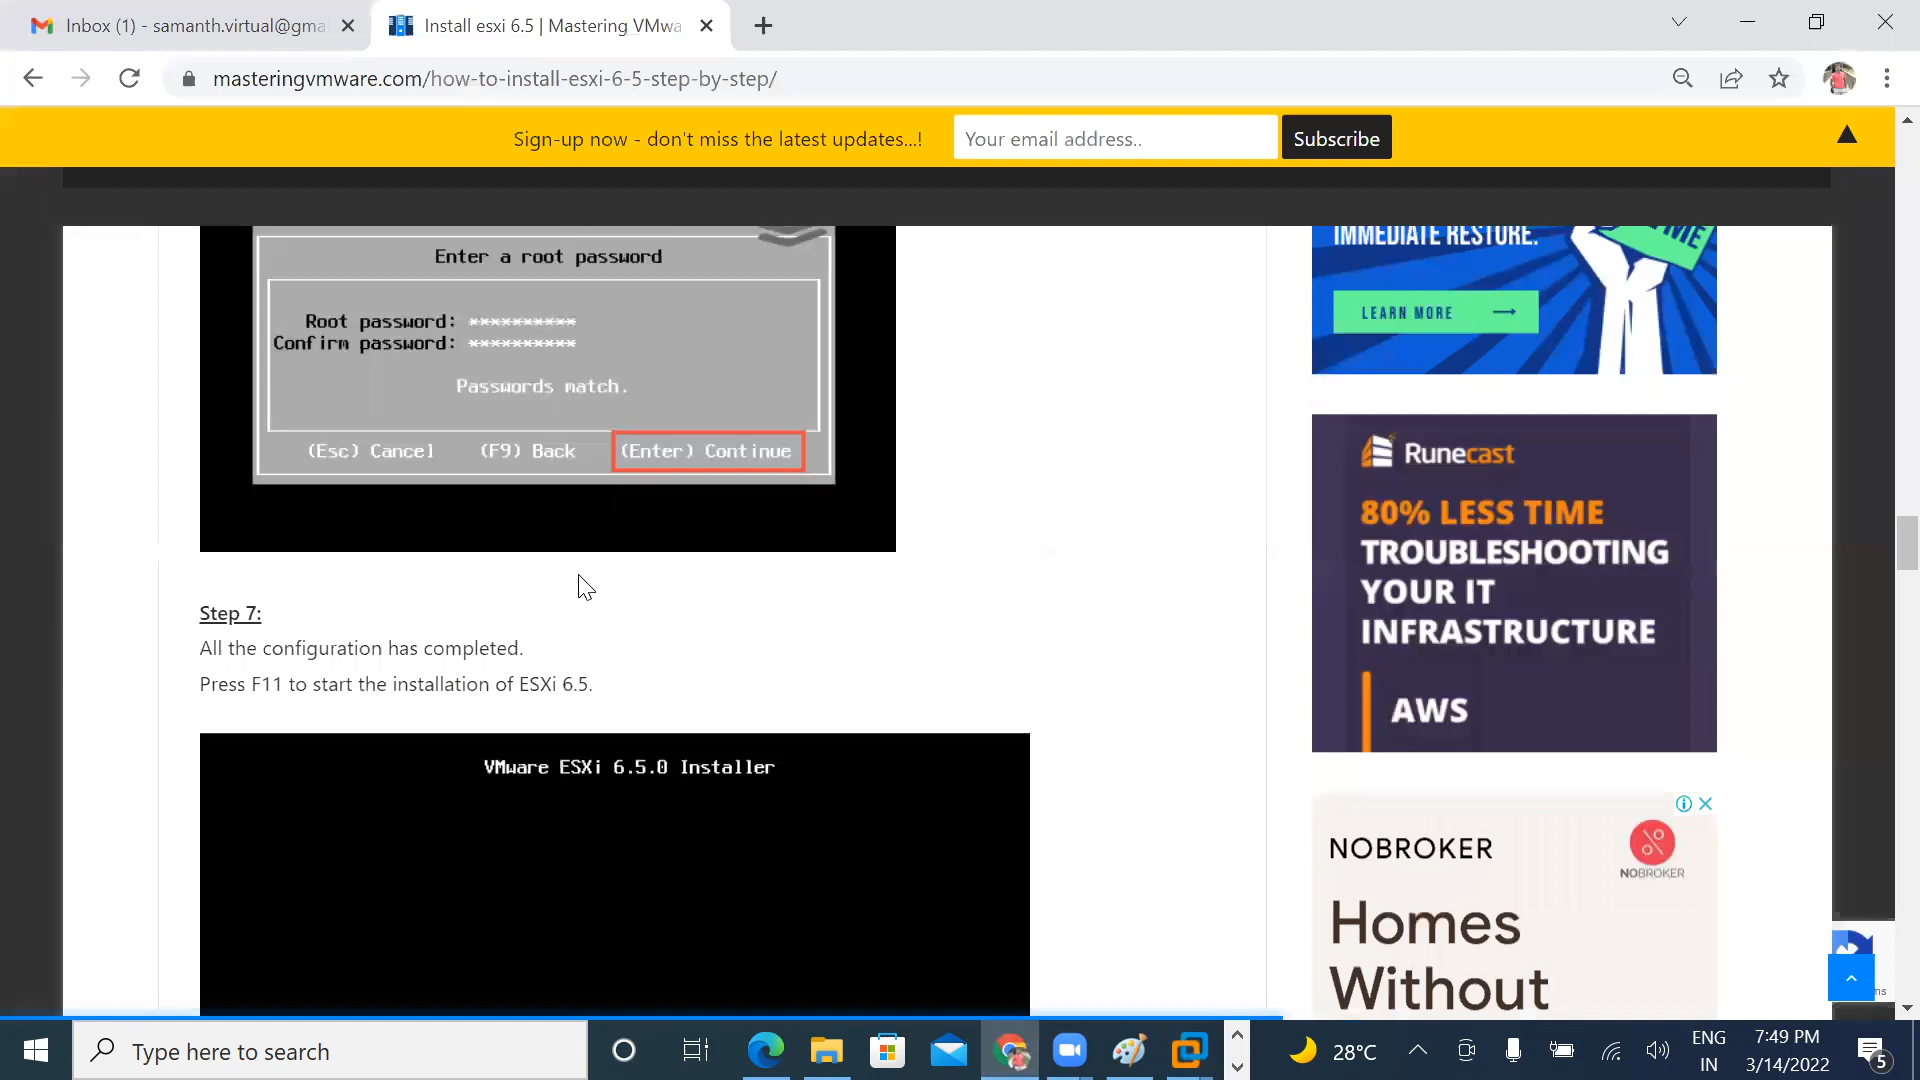 Inbox (1) - samanth.virtual@gma
Install esxi 6.5 | Mastering VMwa
masteringvmware.com/how-to-install-esxi-6-5-step-by-step/
Sign-up now - don't miss the latest updates...!
Your email address..
Subscribe
Enter a root password
Root password: **********
Confirm password: **********
Passwords match.
(Esc) Cancel (F9) Back (Enter) Continue
Step 7:
All the configuration has completed.
Press F11 to start the installation of ESXi 6.5.
VMware ESXi 6.5.0 Installer
IMMEDIATE RESTORE.
ME
LEARN MORE
Runecast
80% LESS TIME
TROUBLESHOOTING
YOUR IT
INFRASTRUCTURE
AWS
NOBROKER
NOBROKER
Homes
Without
ms
Type here to search
28°C
ENG
IN
7:49 PM
3/14/2022
5